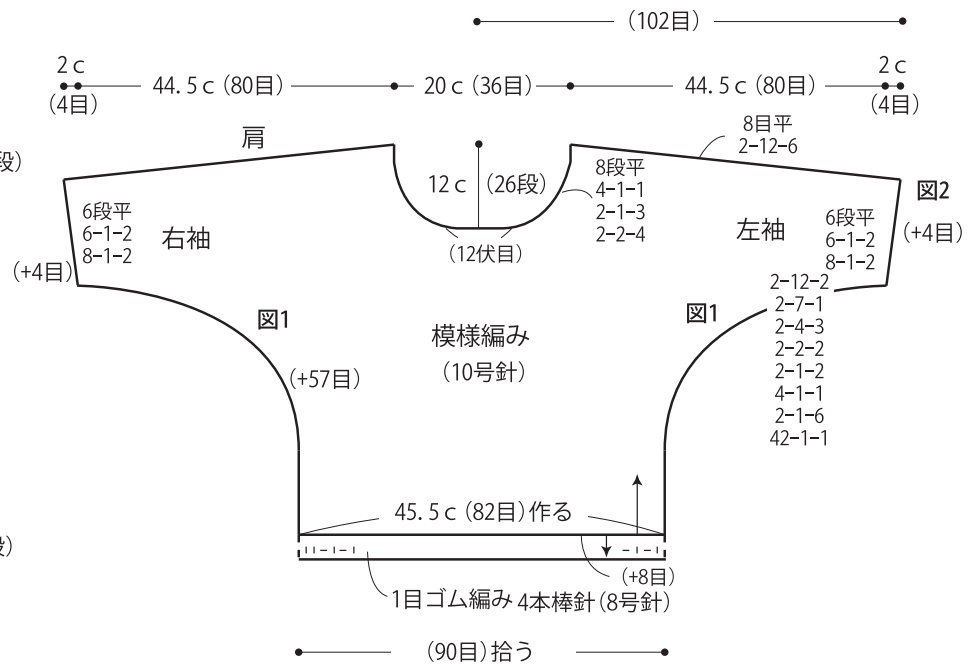 (102目)
2c
44.5c (80目)
20c (36目)
44.5c (80目)
2c
(4目)
(4目)
肩
8目平
2-12-6
段)
12c (26段)
8段平
4-1-1
2-1-3
2-2-4
(12伏目)
6段平
6-1-2
8-1-2
右袖
(+4目)
左袖
6段平
6-1-2
8-1-2
図2
(+4目)
2-12-2
2-7-1
2-4-3
2-2-2
2-1-2
4-1-1
2-1-6
42-1-1
図1
(+57目)
模様編み
(10号針)
図1
45.5c (82目)作る
段)
(+8目)
1目ゴム編み 4本棒針(8号針)
(90目)拾う